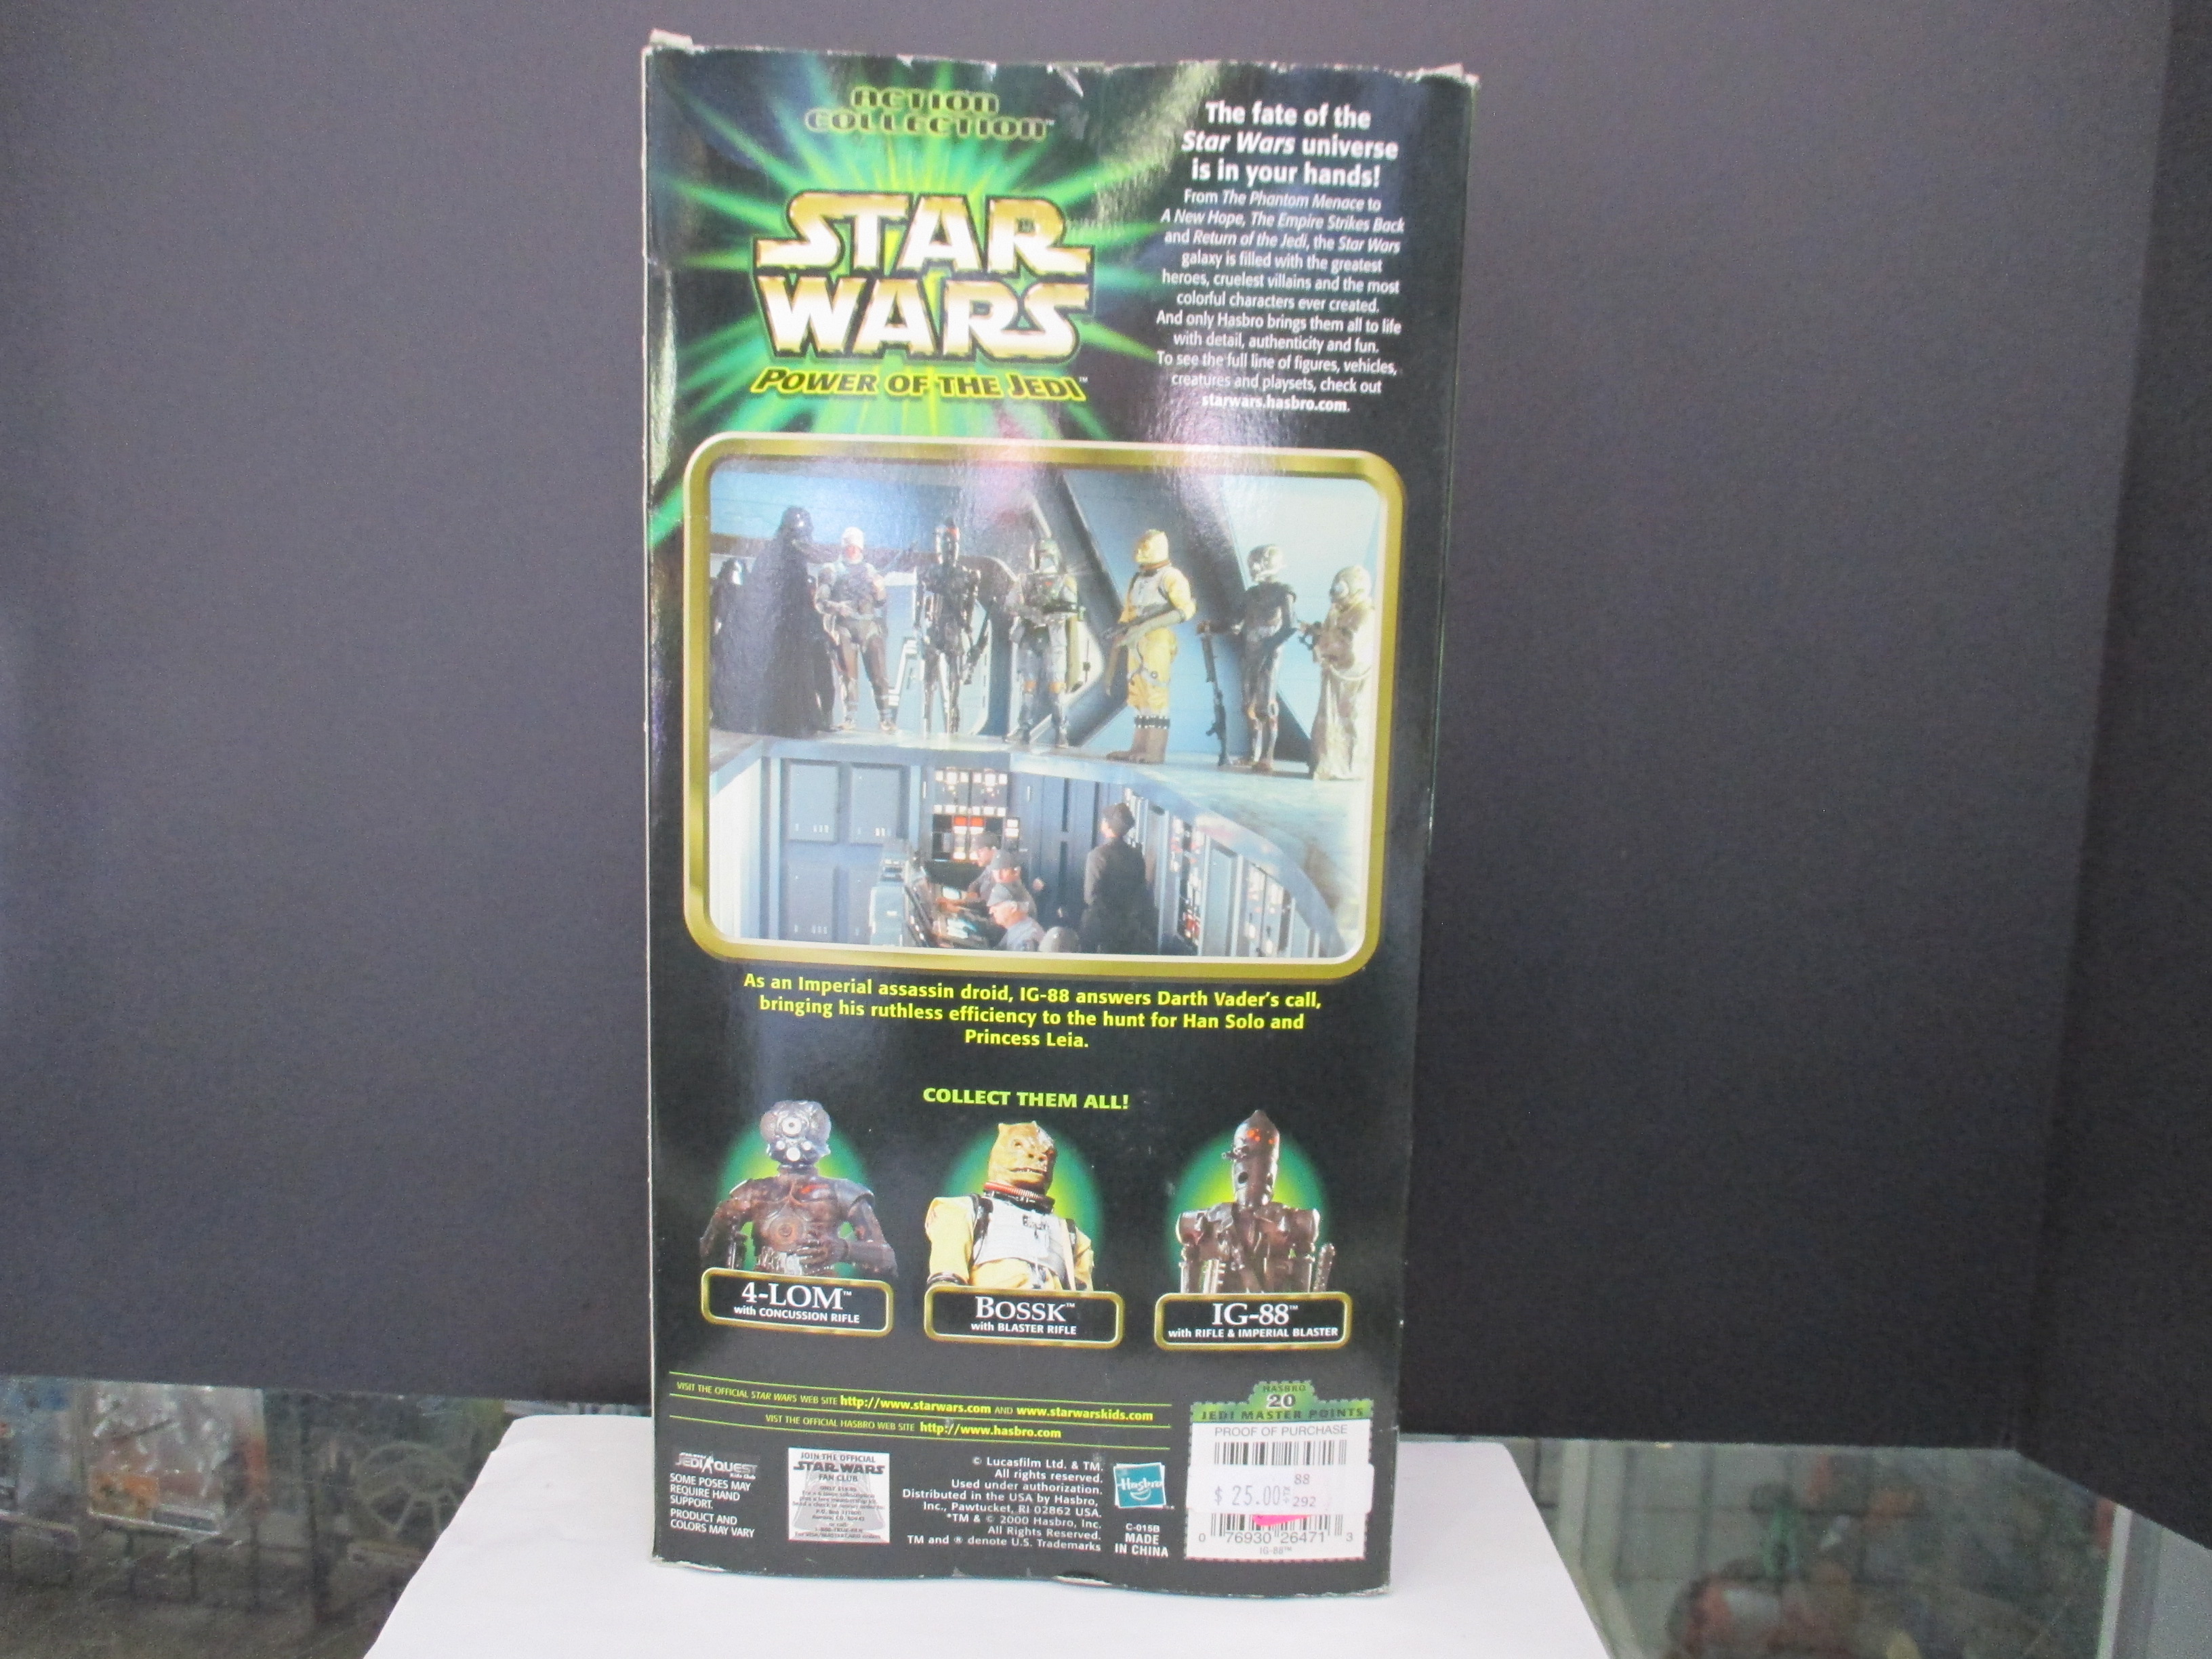 ACTION
COLLECTION™
STAR
WARS
POWER OF THE JEDI™
The fate of the
Star Wars universe
is in your hands!
From The Phantom Menace to
A New Hope, The Empire Strikes Back
and Return of the Jedi, the Star Wars
galaxy is filled with the greatest
heroes, cruelest villains and the most
colorful characters ever created.
And only Hasbro brings them all to life
with detail, authenticity and fun.
To see the full line of figures, vehicles,
creatures and playsets, check out
starwars.hasbro.com.
As an Imperial assassin droid, IG-88 answers Darth Vader's call,
bringing his ruthless efficiency to the hunt for Han Solo and
Princess Leia.
COLLECT THEM ALL!
4-LOM™
with CONCUSSION RIFLE
BOSSK™
with BLASTER RIFLE
IG-88™
with RIFLE & IMPERIAL BLASTER
VISIT THE OFFICIAL STAR WARS WEB SITE http://www.starwars.com AND www.starwarskids.com
VIST THE OFFICIAL HASBRO WEB SITE http://www.hasbro.com
JEDI QUEST
Kids Club
SOME POSES MAY
REQUIRE HAND
SUPPORT.
PRODUCT AND
COLORS MAY VARY
JOIN THE OFFICIAL
STAR WARS
FAN CLUB
© Lucasfilm Ltd. & TM.
All rights reserved.
Used under authorization.
Distributed in the USA by Hasbro,
Inc., Pawtucket, RI 02862 USA.
*TM & © 2000 Hasbro, Inc.
All Rights Reserved.
TM and ® denote U.S. Trademarks
Hasbro
C-015B
MADE
IN CHINA
HASBRO
20
JEDI MASTER POINTS
PROOF OF PURCHASE
88
$ 25.00
292
0 76930 26471 3
IG-88™